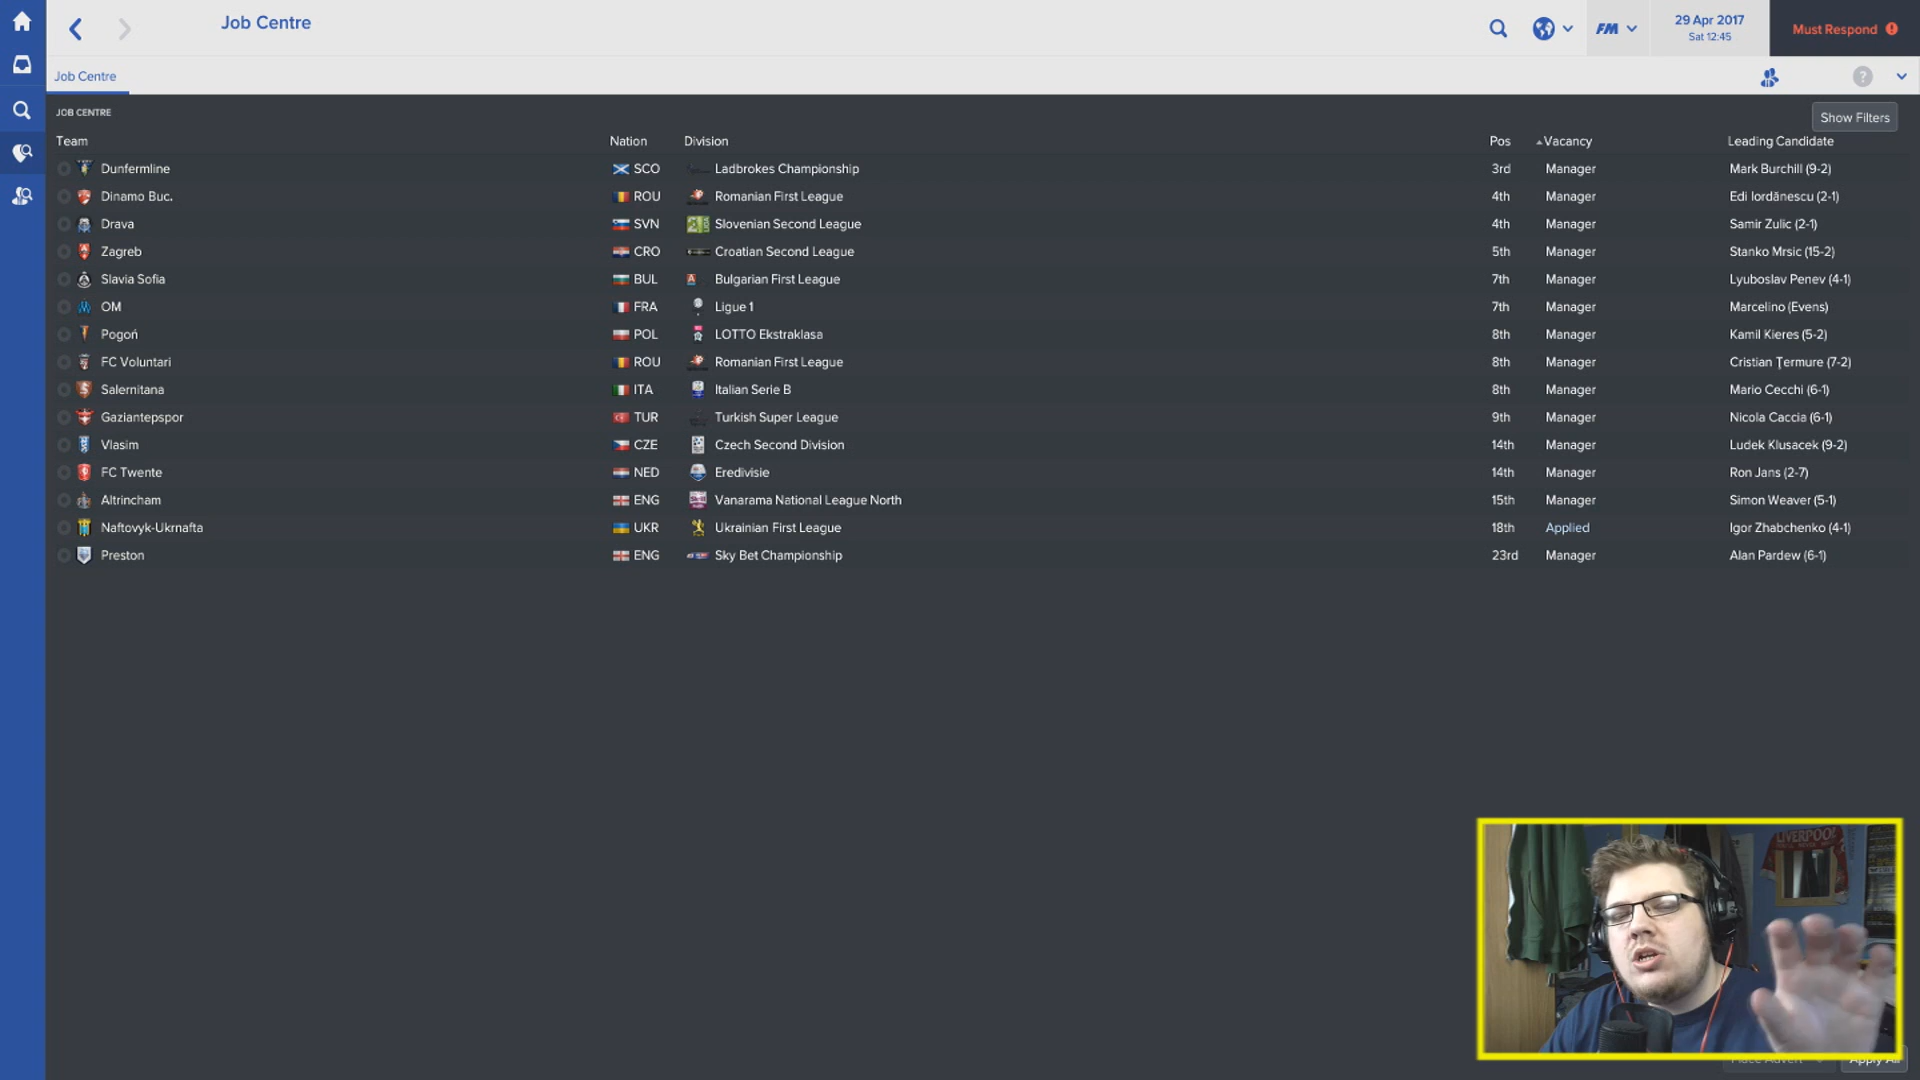 Job Centre
FM
29 Apr 2017
Sat 12:45
Must Respond
Job Centre
JOB CENTRE
Show Filters
Team Nation Division Pos Vacancy Leading Candidate
Dunfermline SCO Ladbrokes Championship 3rd Manager Mark Burchill (9-2)
Dinamo Buc. ROU Romanian First League 4th Manager Edi Iordănescu (2-1)
Drava SVN Slovenian Second League 4th Manager Samir Zulic (2-1)
Zagreb CRO Croatian Second League 5th Manager Stanko Mrsic (15-2)
Slavia Sofia BUL Bulgarian First League 7th Manager Lyuboslav Penev (4-1)
OM FRA Ligue 1 7th Manager Marcelino (Evens)
Pogoń POL LOTTO Ekstraklasa 8th Manager Kamil Kieres (5-2)
FC Voluntari ROU Romanian First League 8th Manager Cristian Țermure (7-2)
Salernitana ITA Italian Serie B 8th Manager Mario Cecchi (6-1)
Gaziantepspor TUR Turkish Super League 9th Manager Nicola Caccia (6-1)
Vlasim CZE Czech Second Division 14th Manager Ludek Klusacek (9-2)
FC Twente NED Eredivisie 14th Manager Ron Jans (2-7)
Altrincham ENG Vanarama National League North 15th Manager Simon Weaver (5-1)
Naftovyk-Ukrnafta UKR Ukrainian First League 18th Applied Igor Zhabchenko (4-1)
Preston ENG Sky Bet Championship 23rd Manager Alan Pardew (6-1)
LIVERPOOL
Place Advert Apply All